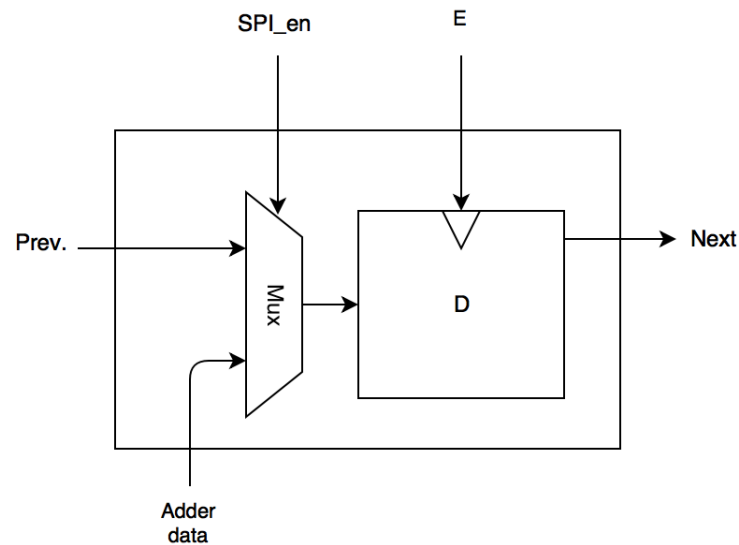 SPI_en
E
Prev.
Mux
D
Next
Adder
data